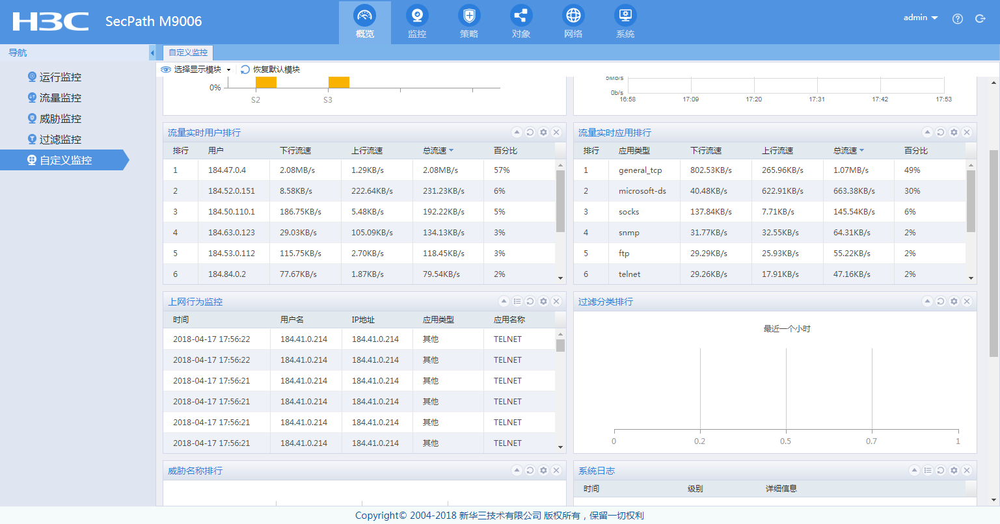 H3C SecPath M9006
概览 监控 策略 对象 网络 系统
admin
导航
自定义监控
选择显示模块 恢复默认模块
运行监控
流量监控
威胁监控
过滤监控
自定义监控
0%
S2 S3
5Mb/s
0b/s
16:58 17:09 17:20 17:31 17:42 17:53
流量实时用户排行
排行 用户 下行流速 上行流速 总流速 百分比
1 184.47.0.4 2.08MB/s 1.29KB/s 2.08MB/s 57%
2 184.52.0.151 8.58KB/s 222.64KB/s 231.23KB/s 6%
3 184.50.110.1 186.75KB/s 5.48KB/s 192.22KB/s 5%
4 184.63.0.123 29.03KB/s 105.09KB/s 134.13KB/s 3%
5 184.53.0.112 115.75KB/s 2.70KB/s 118.45KB/s 3%
6 184.84.0.2 77.67KB/s 1.87KB/s 79.54KB/s 2%
流量实时应用排行
排行 应用类型 下行流速 上行流速 总流速 百分比
1 general_tcp 802.53KB/s 265.96KB/s 1.07MB/s 49%
2 microsoft-ds 40.48KB/s 622.91KB/s 663.38KB/s 30%
3 socks 137.84KB/s 7.71KB/s 145.54KB/s 6%
4 snmp 31.77KB/s 32.55KB/s 64.31KB/s 2%
5 ftp 29.29KB/s 25.93KB/s 55.22KB/s 2%
6 telnet 29.26KB/s 17.91KB/s 47.16KB/s 2%
上网行为监控
时间 用户名 IP地址 应用类型 应用名称
2018-04-17 17:56:22 184.41.0.214 184.41.0.214 其他 TELNET
2018-04-17 17:56:22 184.41.0.214 184.41.0.214 其他 TELNET
2018-04-17 17:56:21 184.41.0.214 184.41.0.214 其他 TELNET
2018-04-17 17:56:21 184.41.0.214 184.41.0.214 其他 TELNET
2018-04-17 17:56:21 184.41.0.214 184.41.0.214 其他 TELNET
2018-04-17 17:56:21 184.41.0.214 184.41.0.214 其他 TELNET
过滤分类排行
最近一个小时
0 0.2 0.5 0.7 1
威胁名称排行
系统日志
时间 级别 详细信息
Copyright© 2004-2018 新华三技术有限公司 版权所有，保留一切权利